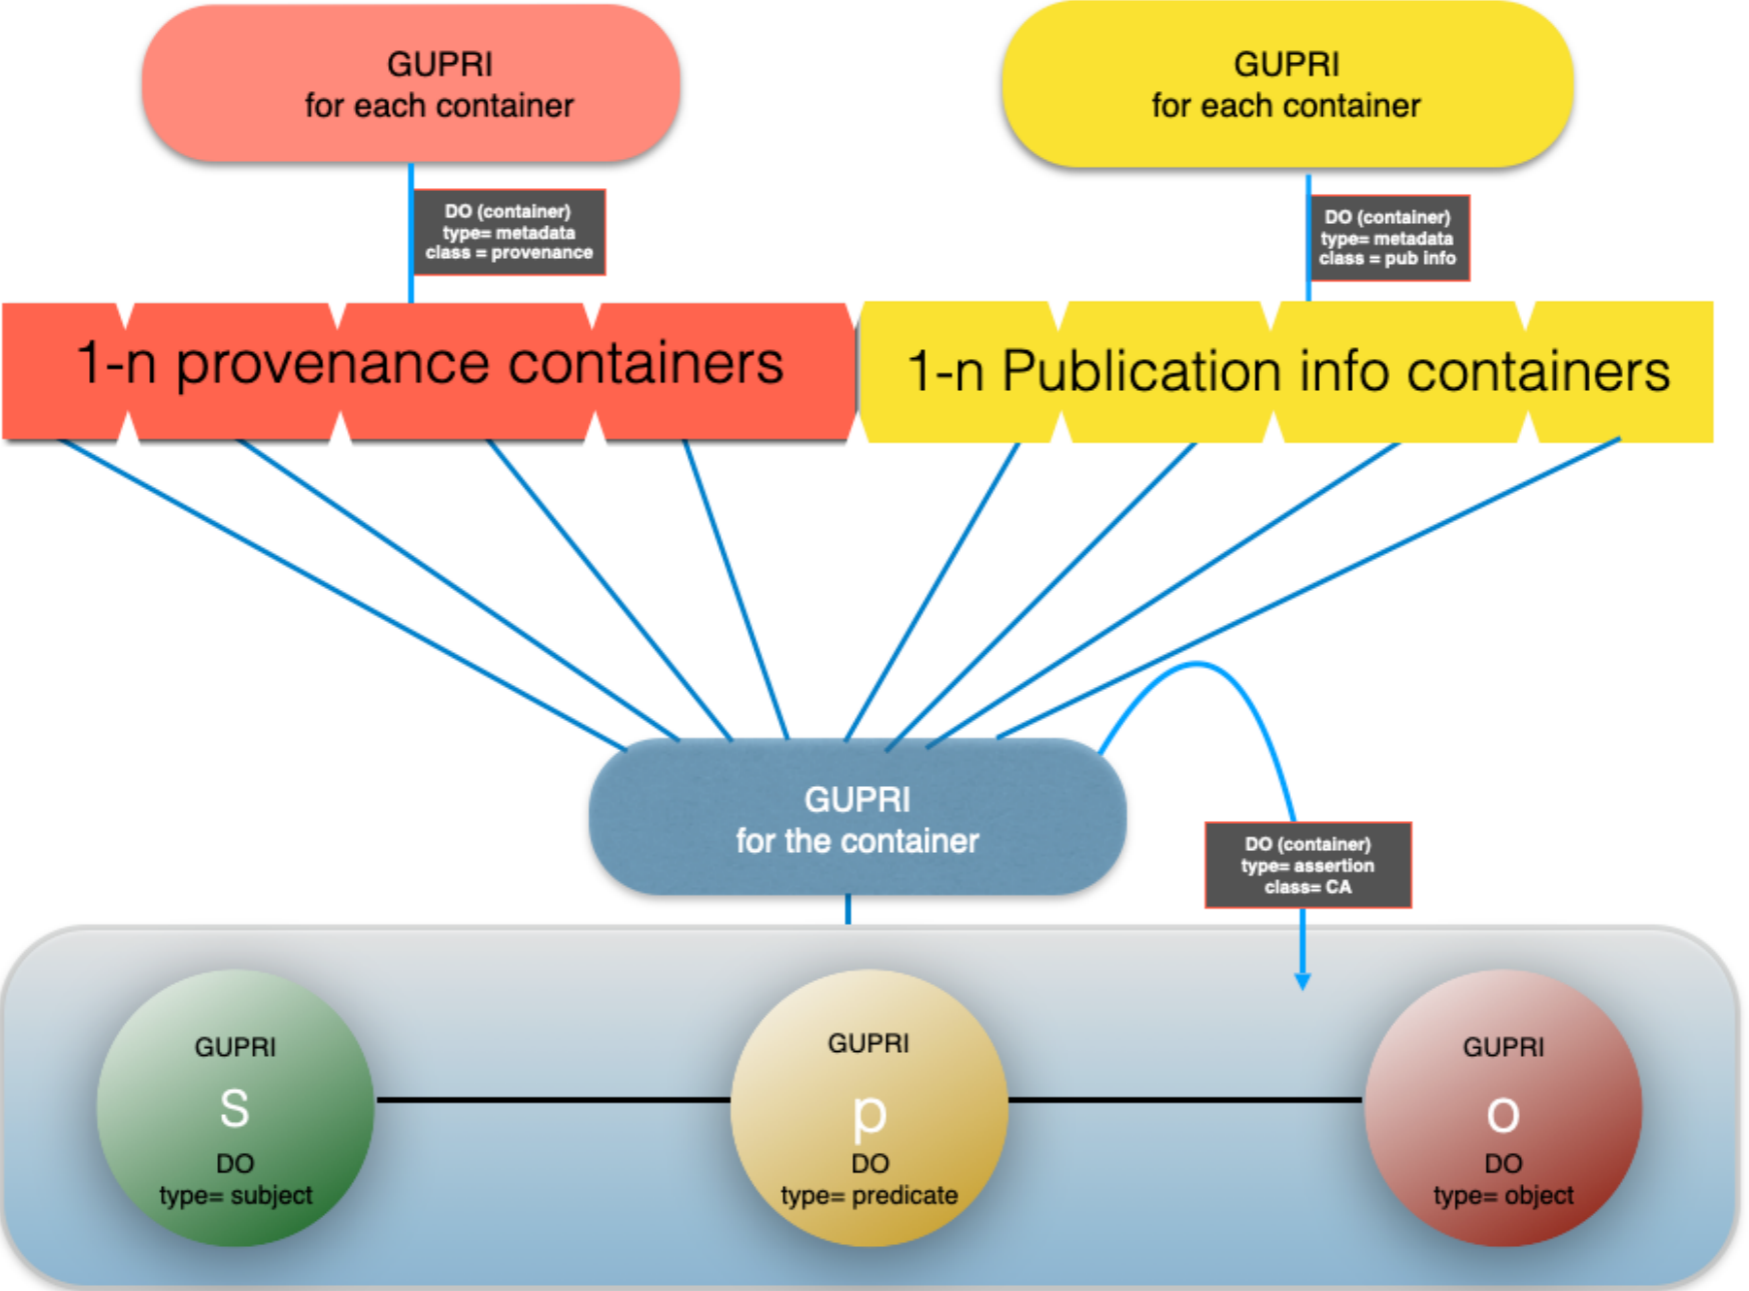 GUPRI
for each container
GUPRI
for each container
DO (container)
type= metadata
class = provenance
DO (container)
type= metadata
class = pub info
1-n provenance containers
1-n Publication info containers
GUPRI
for the container
DO (container)
type= assertion
class= CA
GUPRI
s
DO
type= subject
GUPRI
p
DO
type= predicate
GUPRI
o
DO
type= object